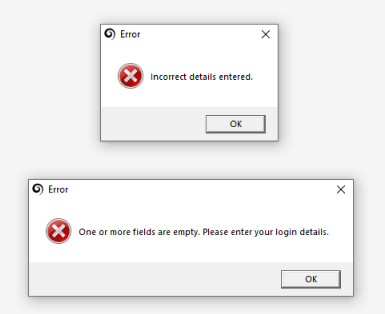 Error
Incorrect details entered.
OK
Error
One or more fields are empty. Please enter your login details.
OK